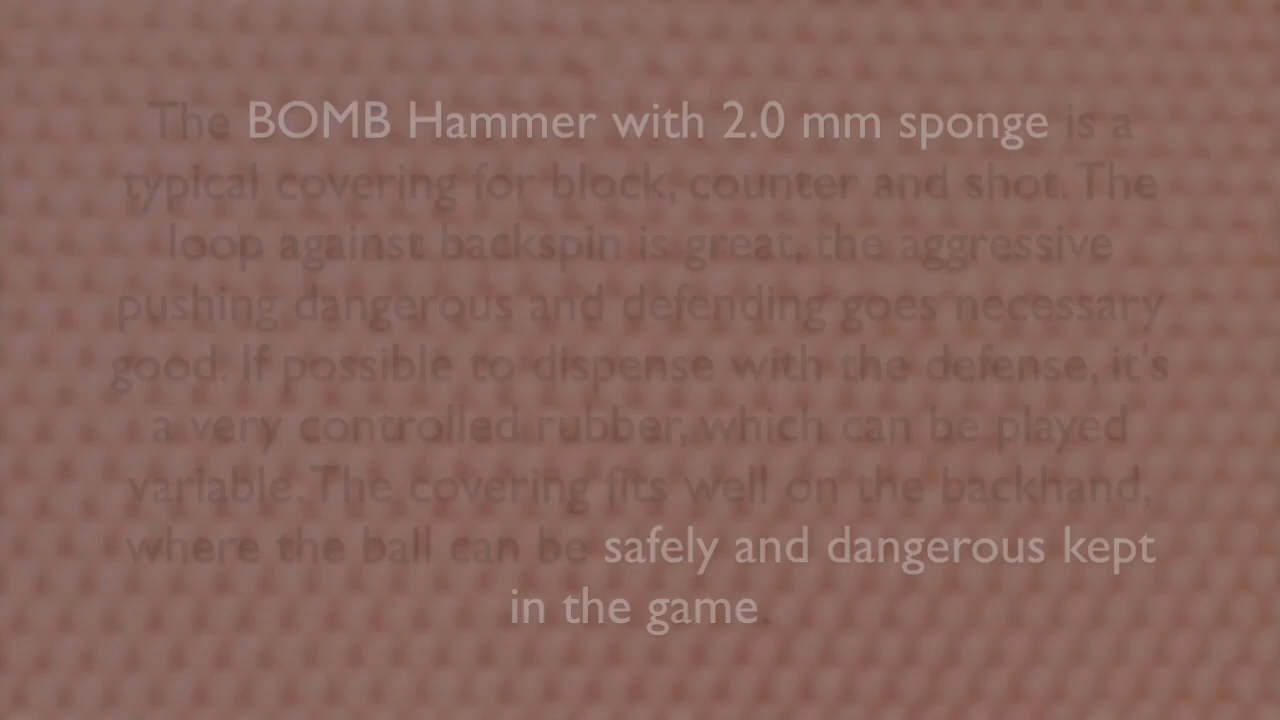 The BOMB Hammer with 2.0 mm sponge is a
typical covering for block, counter and shot. The
loop against backspin is great, the aggressive
pushing dangerous and defending goes necessary
good. If possible to dispense with the defense, it's
a very controlled rubber, which can be played
variable. The covering fits well on the backhand,
where the ball can be safely and dangerous kept
in the game.